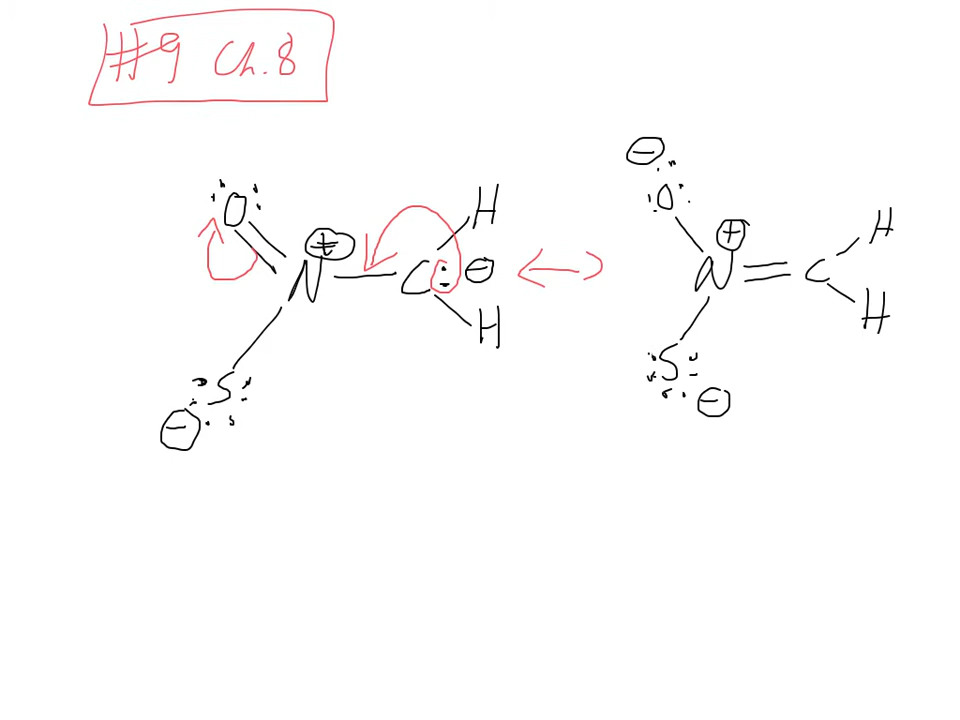 #9 Ch.8
⊖
:O: O
H ⊕ H
N C: ⊖ N C
H H
S: S
⊖ ⊖